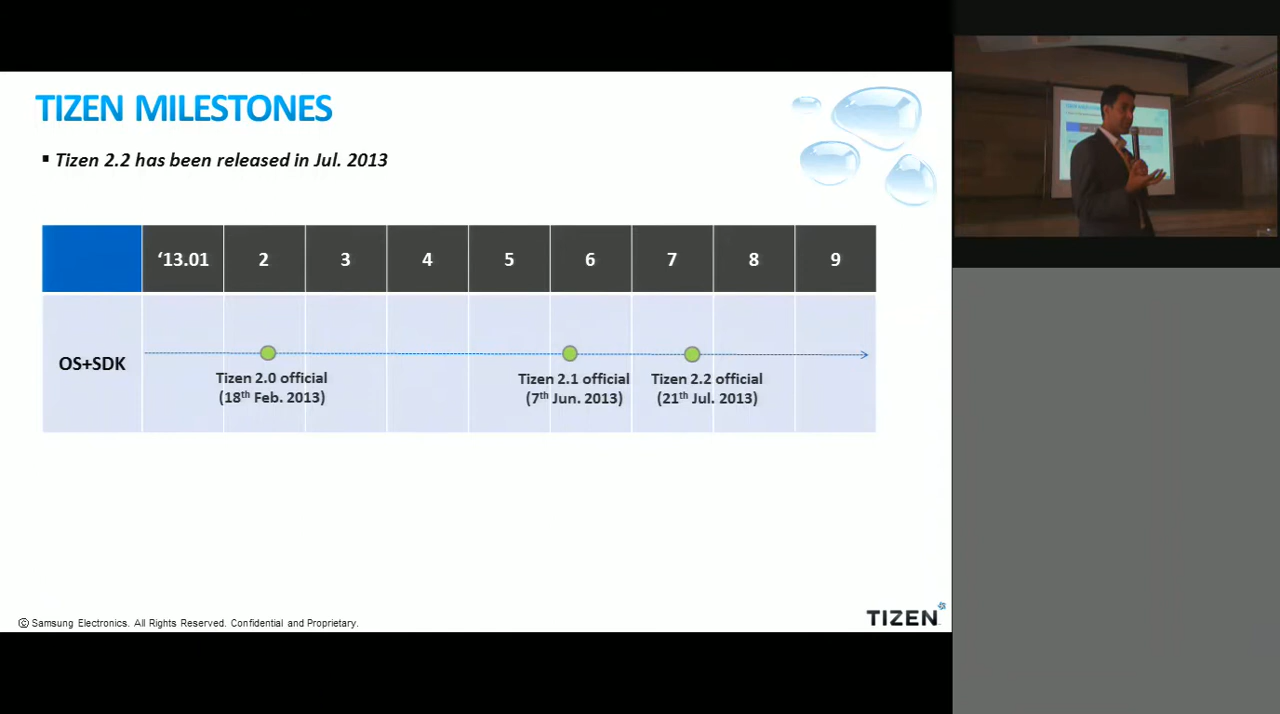 TIZEN MILESTONES
▪ Tizen 2.2 has been released in Jul. 2013
‘13.01 2 3 4 5 6 7 8 9
OS+SDK
Tizen 2.0 official
(18th Feb. 2013)
Tizen 2.1 official
(7th Jun. 2013)
Tizen 2.2 official
(21th Jul. 2013)
© Samsung Electronics. All Rights Reserved. Confidential and Proprietary.
TIZEN